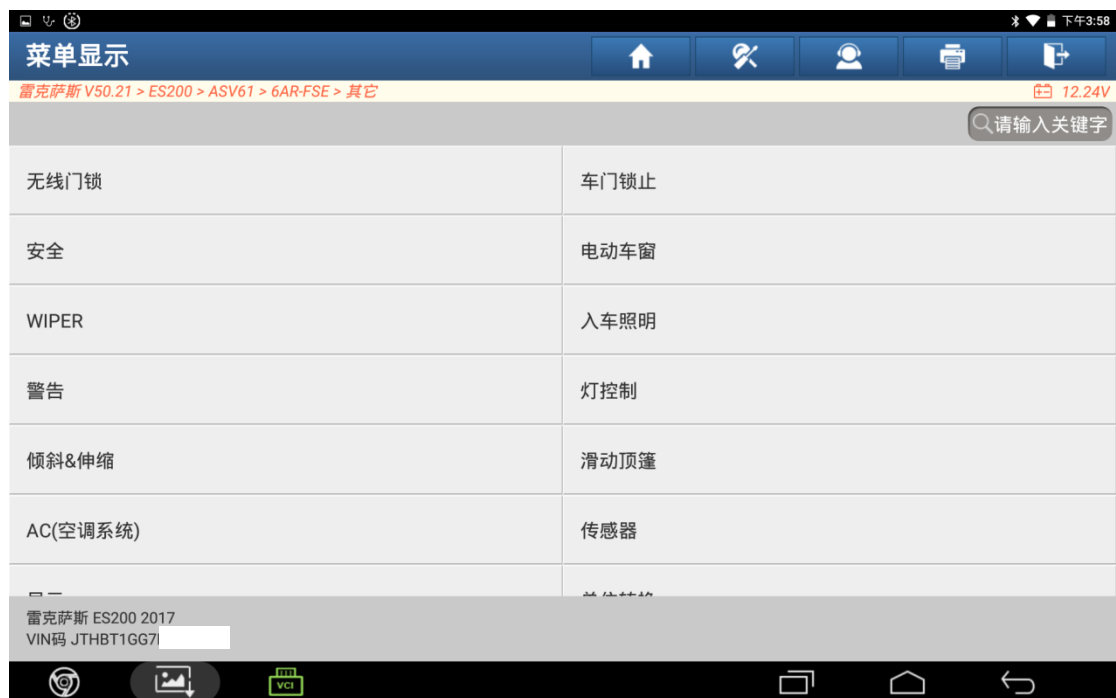 下午3:58
菜单显示
雷克萨斯 V50.21 > ES200 > ASV61 > 6AR-FSE > 其它
12.24V
请输入关键字
无线门锁
车门锁止
安全
电动车窗
WIPER
入车照明
警告
灯控制
倾斜&伸缩
滑动顶篷
AC(空调系统)
传感器
雷克萨斯 ES200 2017
VIN码 JTHBT1GG7
VCI